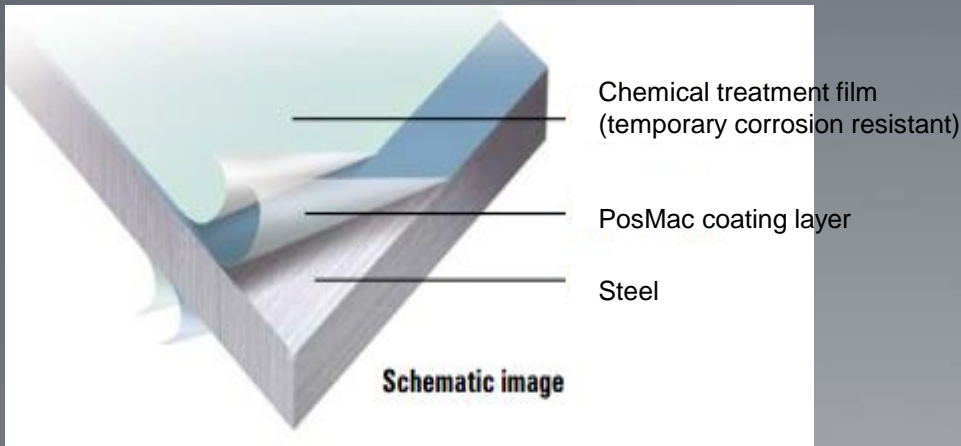 Chemical treatment film
(temporary corrosion resistant)
PosMac coating layer
Steel
Schematic image